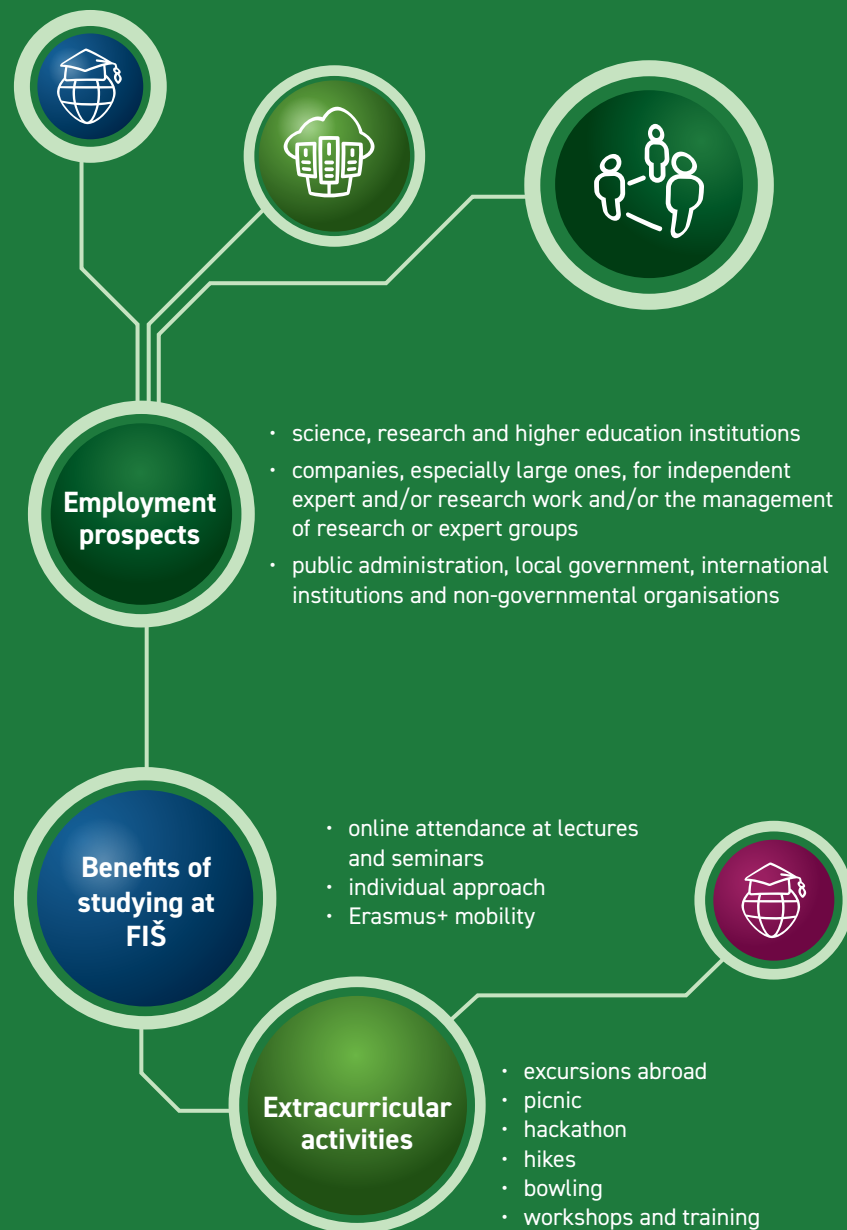 Employment
prospects
· science, research and higher education institutions
· companies, especially large ones, for independent
expert and/or research work and/or the management
of research or expert groups
· public administration, local government, international
institutions and non-governmental organisations
Benefits of
studying at
FIŠ
· online attendance at lectures
and seminars
· individual approach
· Erasmus+ mobility
Extracurricular
activities
· excursions abroad
· picnic
· hackathon
· hikes
· bowling
· workshops and training